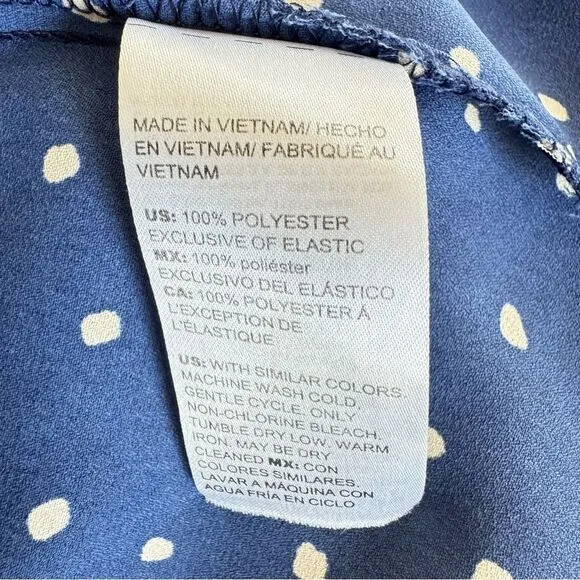 MADE IN VIETNAM/ HECHO
EN VIETNAM/ FABRIQUÉ AU
VIETNAM
US: 100% POLYESTER
EXCLUSIVE OF ELASTIC
MX: 100% poliéster
EXCLUSIVO DEL ELÁSTICO
CA: 100% POLYESTER À
L'EXCEPTION DE
L'ÉLASTIQUE
US: WITH SIMILAR COLORS.
MACHINE WASH COLD
GENTLE CYCLE. ONLY
NON-CHLORINE BLEACH.
TUMBLE DRY LOW. WARM
IRON. MAY BE DRY
CLEANED MX: CON
COLORES SIMILARES.
LAVAR A MÁQUINA CON
AGUA FRÍA EN CICLO